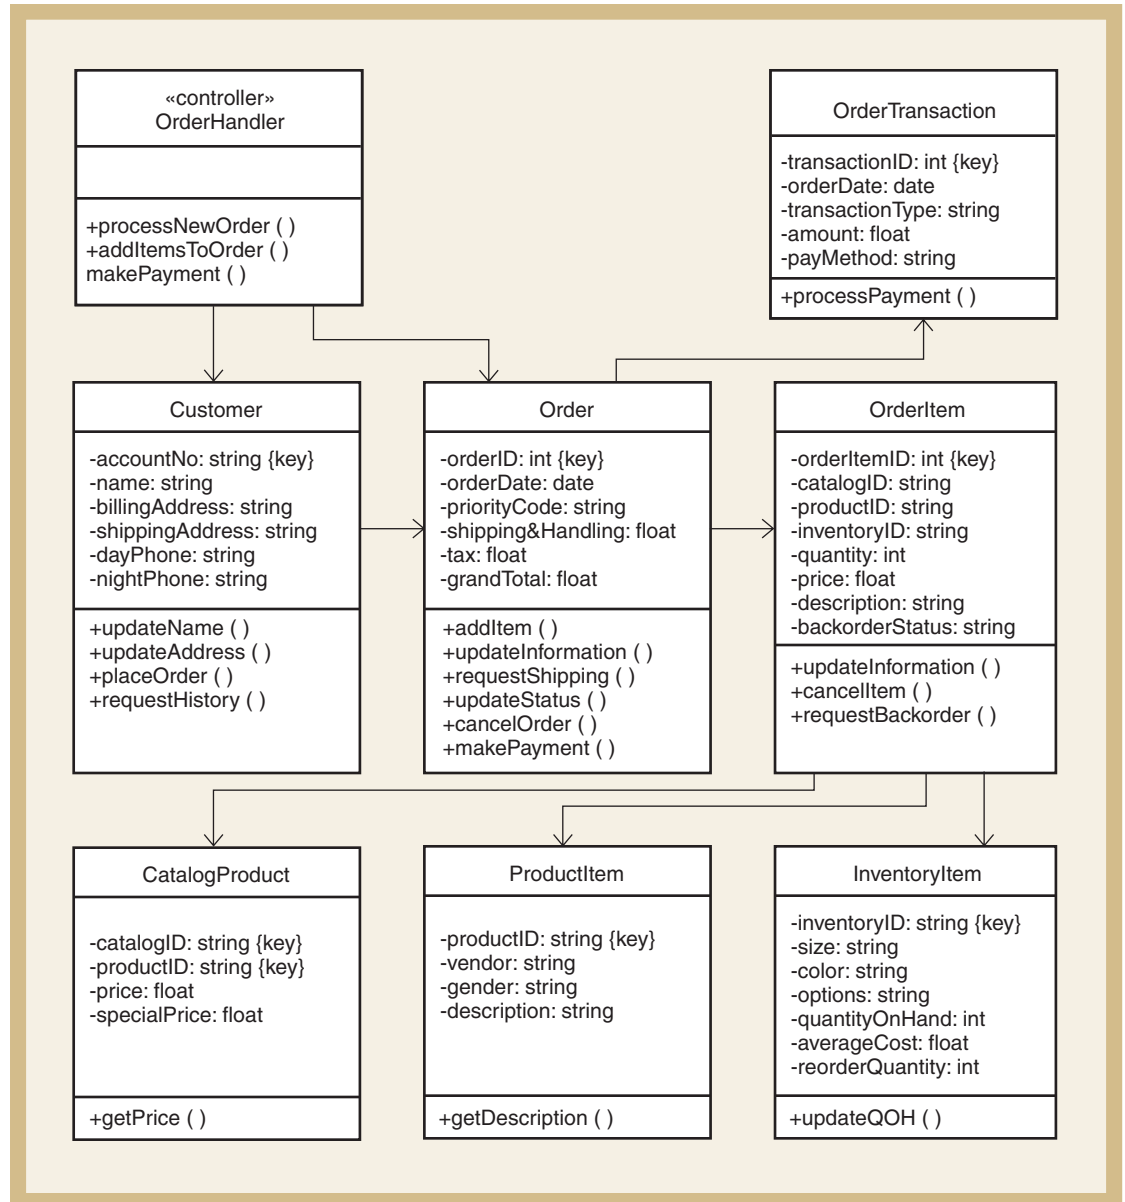 «controller»
OrderHandler
+processNewOrder ( )
+addItemsToOrder ( )
makePayment ( )
OrderTransaction
-transactionID: int {key}
-orderDate: date
-transactionType: string
-amount: float
-payMethod: string
+processPayment ( )
Customer
-accountNo: string {key}
-name: string
-billingAddress: string
-shippingAddress: string
-dayPhone: string
-nightPhone: string
+updateName ( )
+updateAddress ( )
+placeOrder ( )
+requestHistory ( )
Order
-orderID: int {key}
-orderDate: date
-priorityCode: string
-shipping&Handling: float
-tax: float
-grandTotal: float
+addItem ( )
+updateInformation ( )
+requestShipping ( )
+updateStatus ( )
+cancelOrder ( )
+makePayment ( )
OrderItem
-orderItemID: int {key}
-catalogID: string
-productID: string
-inventoryID: string
-quantity: int
-price: float
-description: string
-backorderStatus: string
+updateInformation ( )
+cancelItem ( )
+requestBackorder ( )
CatalogProduct
-catalogID: string {key}
-productID: string {key}
-price: float
-specialPrice: float
+getPrice ( )
ProductItem
-productID: string {key}
-vendor: string
-gender: string
-description: string
+getDescription ( )
InventoryItem
-inventoryID: string {key}
-size: string
-color: string
-options: string
-quantityOnHand: int
-averageCost: float
-reorderQuantity: int
+updateQOH ( )